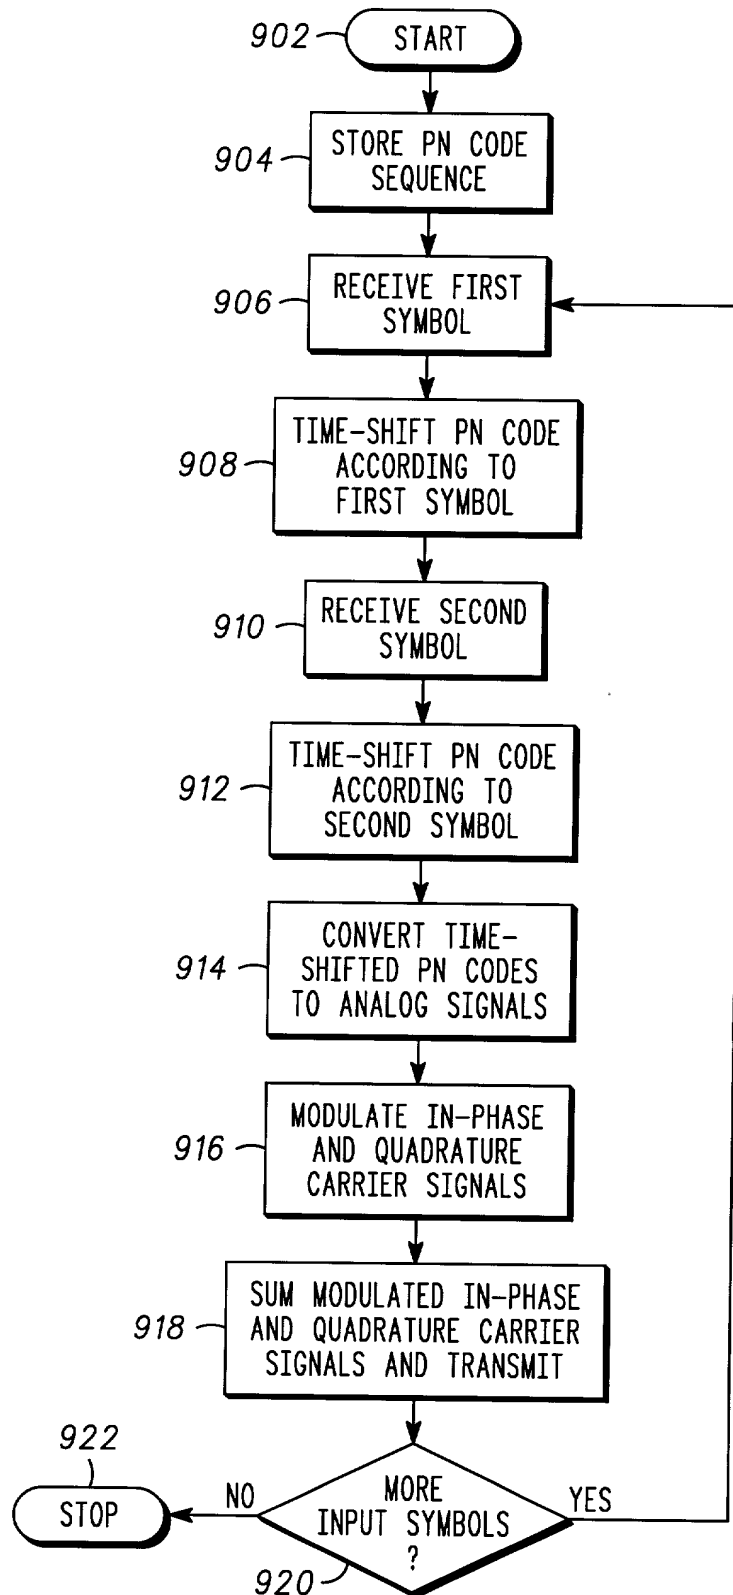 902
START
904
STORE PN CODE
SEQUENCE
906
RECEIVE FIRST
SYMBOL
908
TIME-SHIFT PN CODE
ACCORDING TO
FIRST SYMBOL
910
RECEIVE SECOND
SYMBOL
912
TIME-SHIFT PN CODE
ACCORDING TO
SECOND SYMBOL
914
CONVERT TIME-
SHIFTED PN CODES
TO ANALOG SIGNALS
916
MODULATE IN-PHASE
AND QUADRATURE
CARRIER SIGNALS
918
SUM MODULATED IN-PHASE
AND QUADRATURE CARRIER
SIGNALS AND TRANSMIT
922
STOP
NO
MORE
INPUT SYMBOLS
?
YES
920